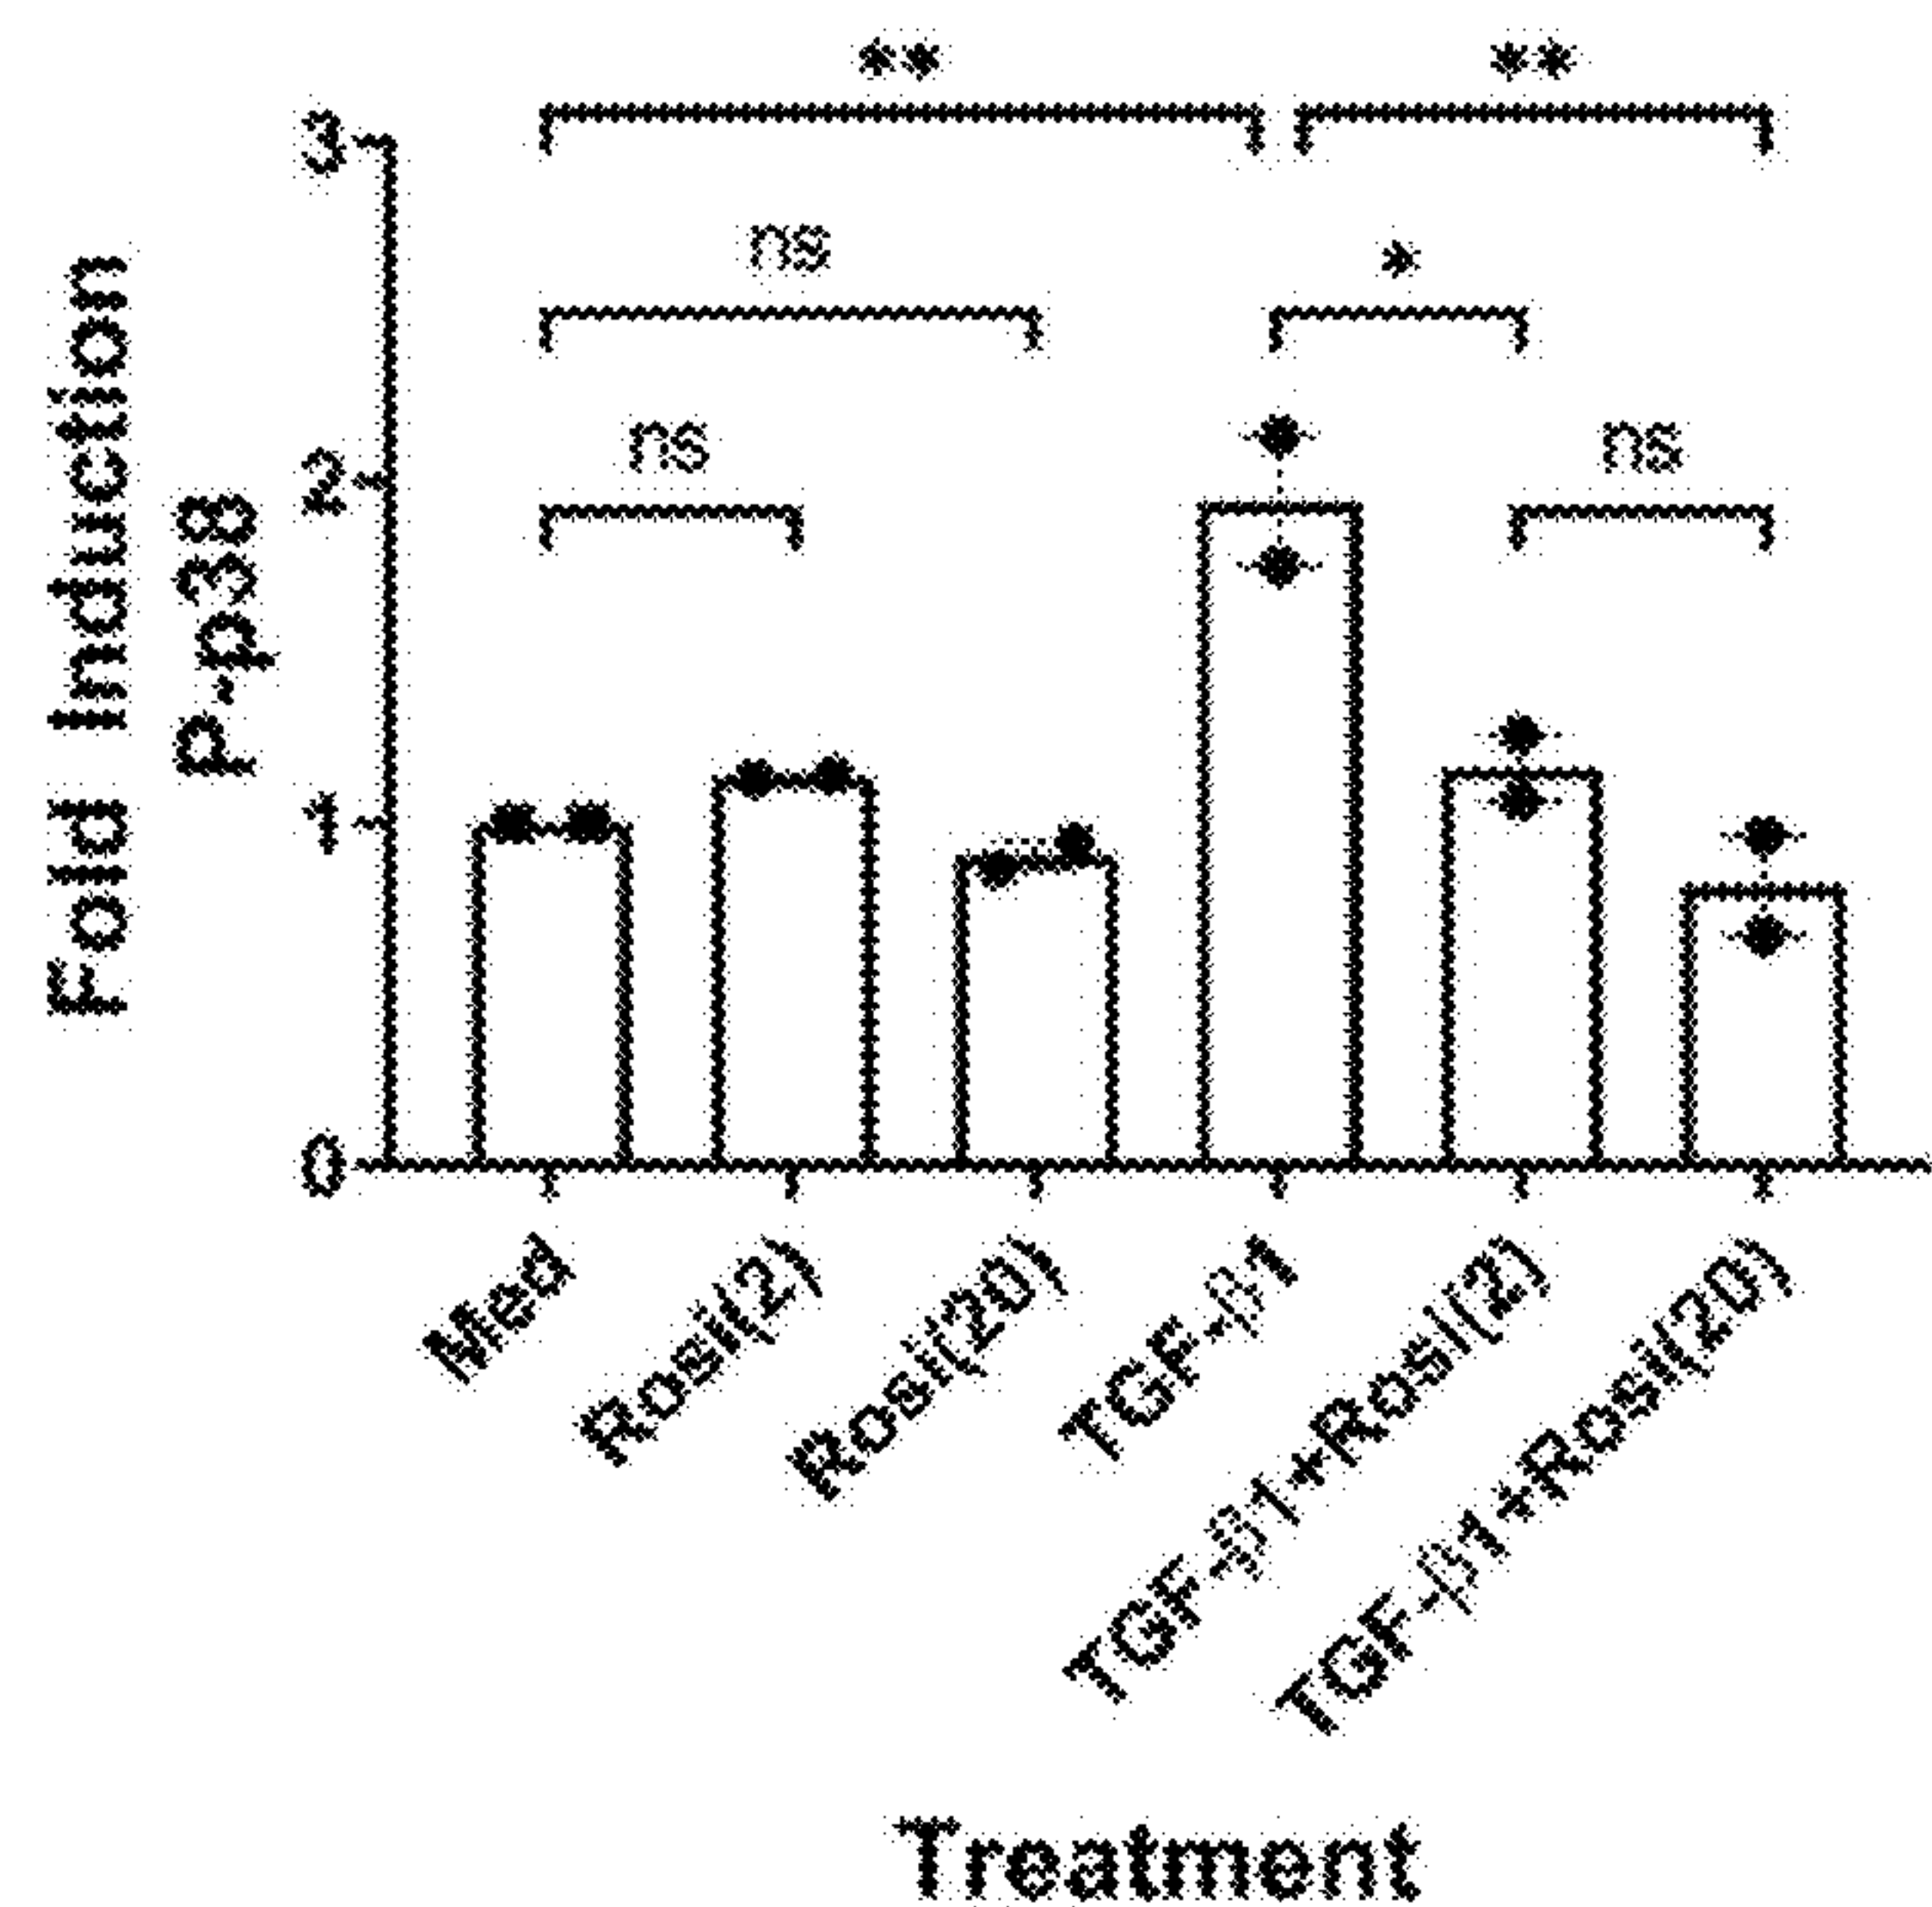 ** **
3
ns *
2
ns ns
1
0
Fold Induction
p-p38
Med
Rosi(2)
Rosi(20)
TGF-β1
TGF-β1+Rosi(2)
TGF-β1+Rosi(20)
Treatment